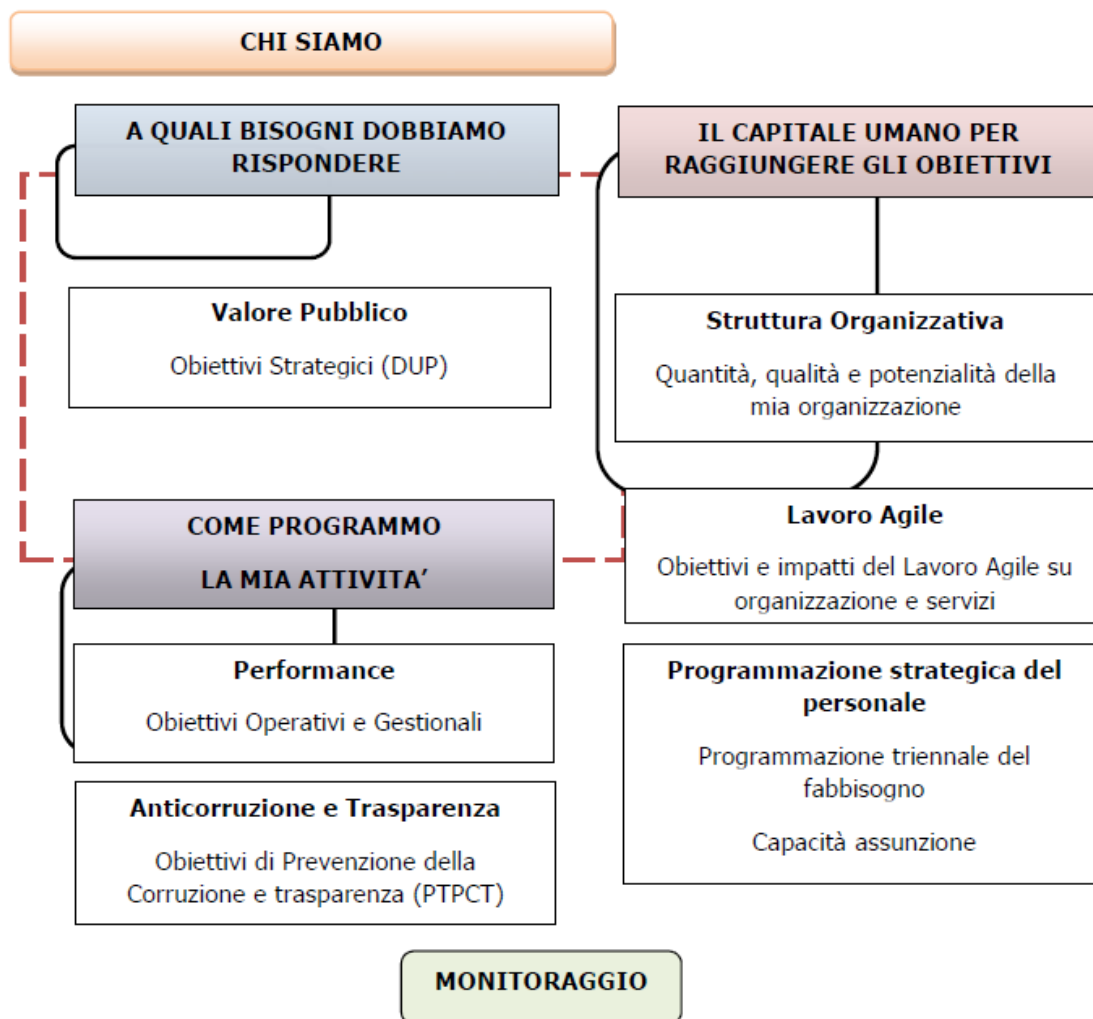 CHI SIAMO
A QUALI BISOGNI DOBBIAMO
RISPONDERE
Valore Pubblico
Obiettivi Strategici (DUP)
COME PROGRAMMO
LA MIA ATTIVITA’
Performance
Obiettivi Operativi e Gestionali
Anticorruzione e Trasparenza
Obiettivi di Prevenzione della
Corruzione e trasparenza (PTPCT)
IL CAPITALE UMANO PER
RAGGIUNGERE GLI OBIETTIVI
Struttura Organizzativa
Quantità, qualità e potenzialità della
mia organizzazione
Lavoro Agile
Obiettivi e impatti del Lavoro Agile su
organizzazione e servizi
Programmazione strategica del
personale
Programmazione triennale del
fabbisogno
Capacità assunzione
MONITORAGGIO